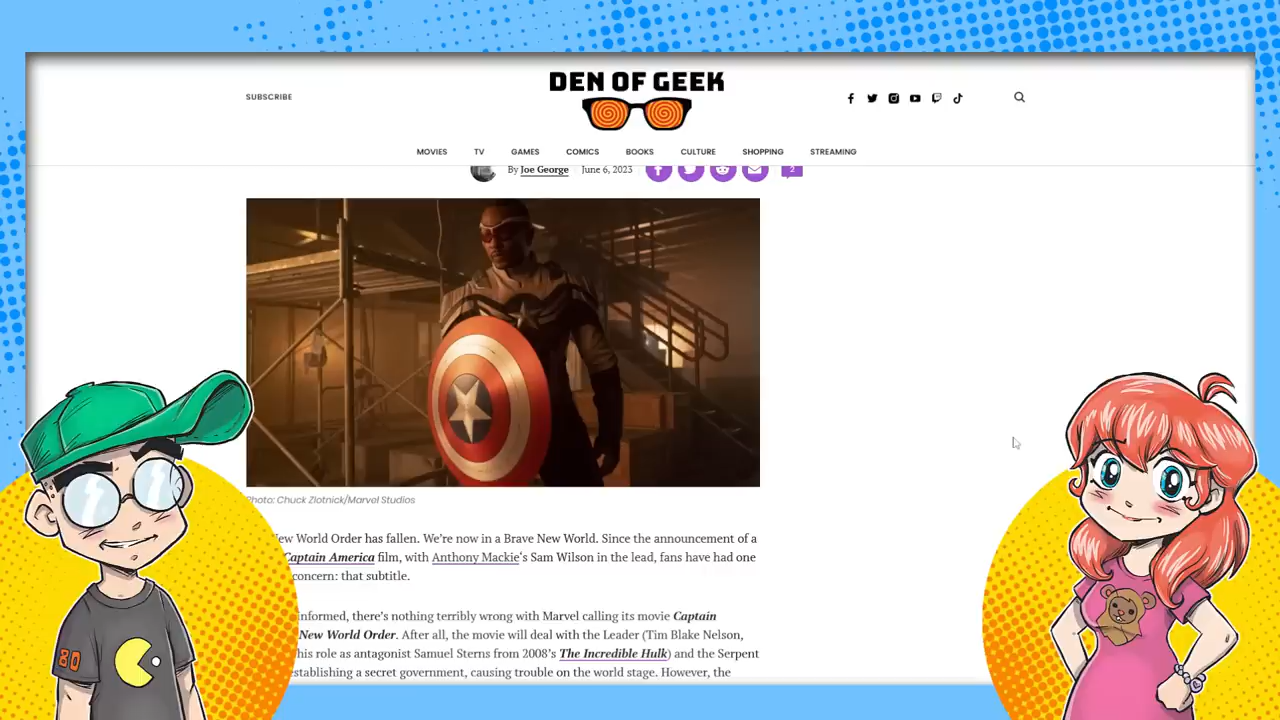 DEN OF GEEK
SUBSCRIBE
MOVIES TV GAMES COMICS BOOKS CULTURE SHOPPING STREAMING
By Joe George June 6, 2023 2
Photo: Chuck Zlotnick/Marvel Studios
New World Order has fallen. We're now in a Brave New World. Since the announcement of a
Captain America film, with Anthony Mackie's Sam Wilson in the lead, fans have had one
concern: that subtitle.
informed, there's nothing terribly wrong with Marvel calling its movie Captain
New World Order. After all, the movie will deal with the Leader (Tim Blake Nelson,
his role as antagonist Samuel Sterns from 2008's The Incredible Hulk) and the Serpent
establishing a secret government, causing trouble on the world stage. However, the
80